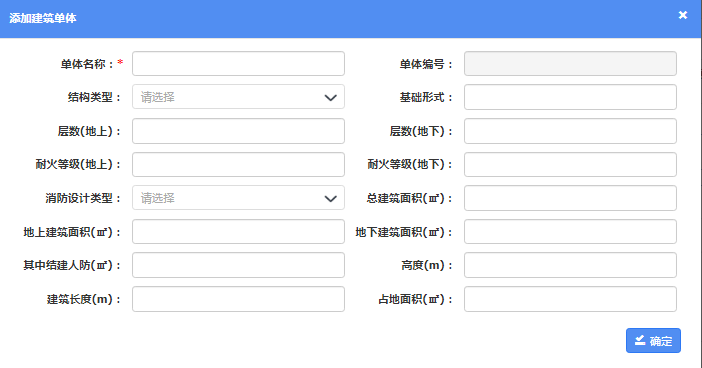 添加建筑单体
单体名称：*
单体编号：
结构类型： 请选择
基础形式：
层数(地上)：
层数(地下)：
耐火等级(地上)：
耐火等级(地下)：
消防设计类型： 请选择
总建筑面积(㎡)：
地上建筑面积(㎡)：
地下建筑面积(㎡)：
其中结建人防(㎡)：
高度(m)：
建筑长度(m)：
占地面积(㎡)：
确定